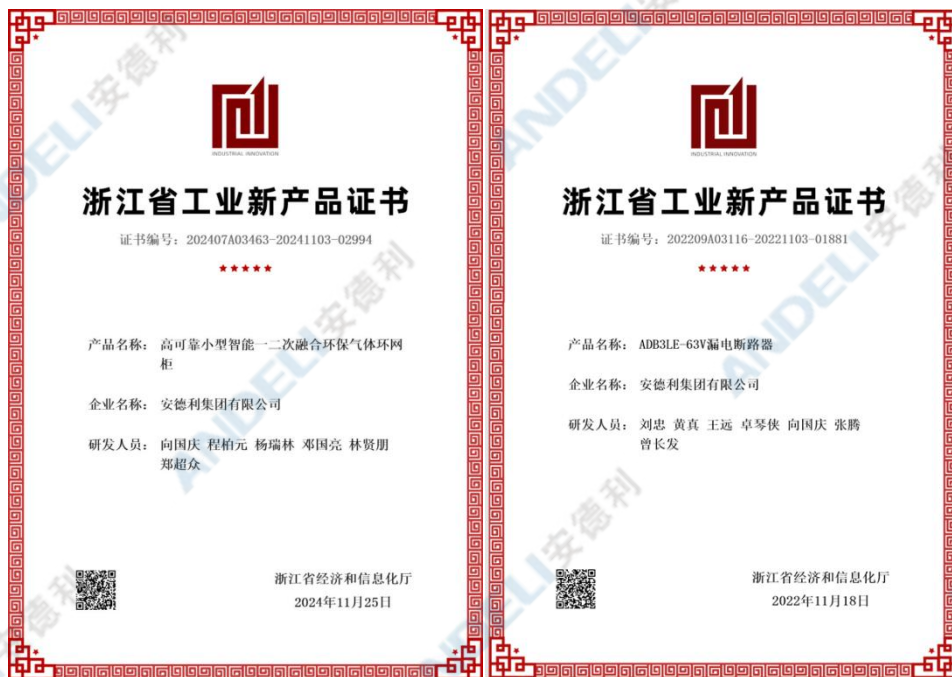 INDUSTRIAL INNOVATION
浙江省工业新产品证书
证书编号：202407A03463-20241103-02994
产品名称：高可靠小型智能一二次融合环保气体环网
柜
企业名称：安德利集团有限公司
研发人员：向国庆 程柏元 杨瑞林 邓国亮 林贤朋
郑超众
浙江省经济和信息化厅
2024年11月25日
INDUSTRIAL INNOVATION
浙江省工业新产品证书
证书编号：202209A03116-20221103-01881
产品名称：ADB3LE-63V漏电断路器
企业名称：安德利集团有限公司
研发人员：刘忠 黄真 王远 卓琴侠 向国庆 张腾
曾长发
浙江省经济和信息化厅
2022年11月18日
ANDELI安德利
ANDELI安德利